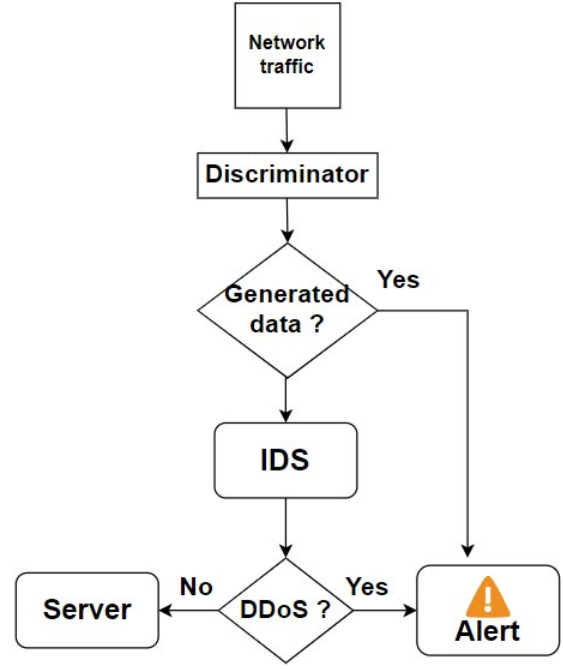 Network
traffic
Discriminator
Generated
data ?
Yes
IDS
Server
No
DDoS ?
Yes
Alert